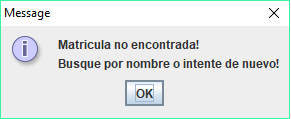 Message
Matricula no encontrada!
Busque por nombre o intente de nuevo!
OK